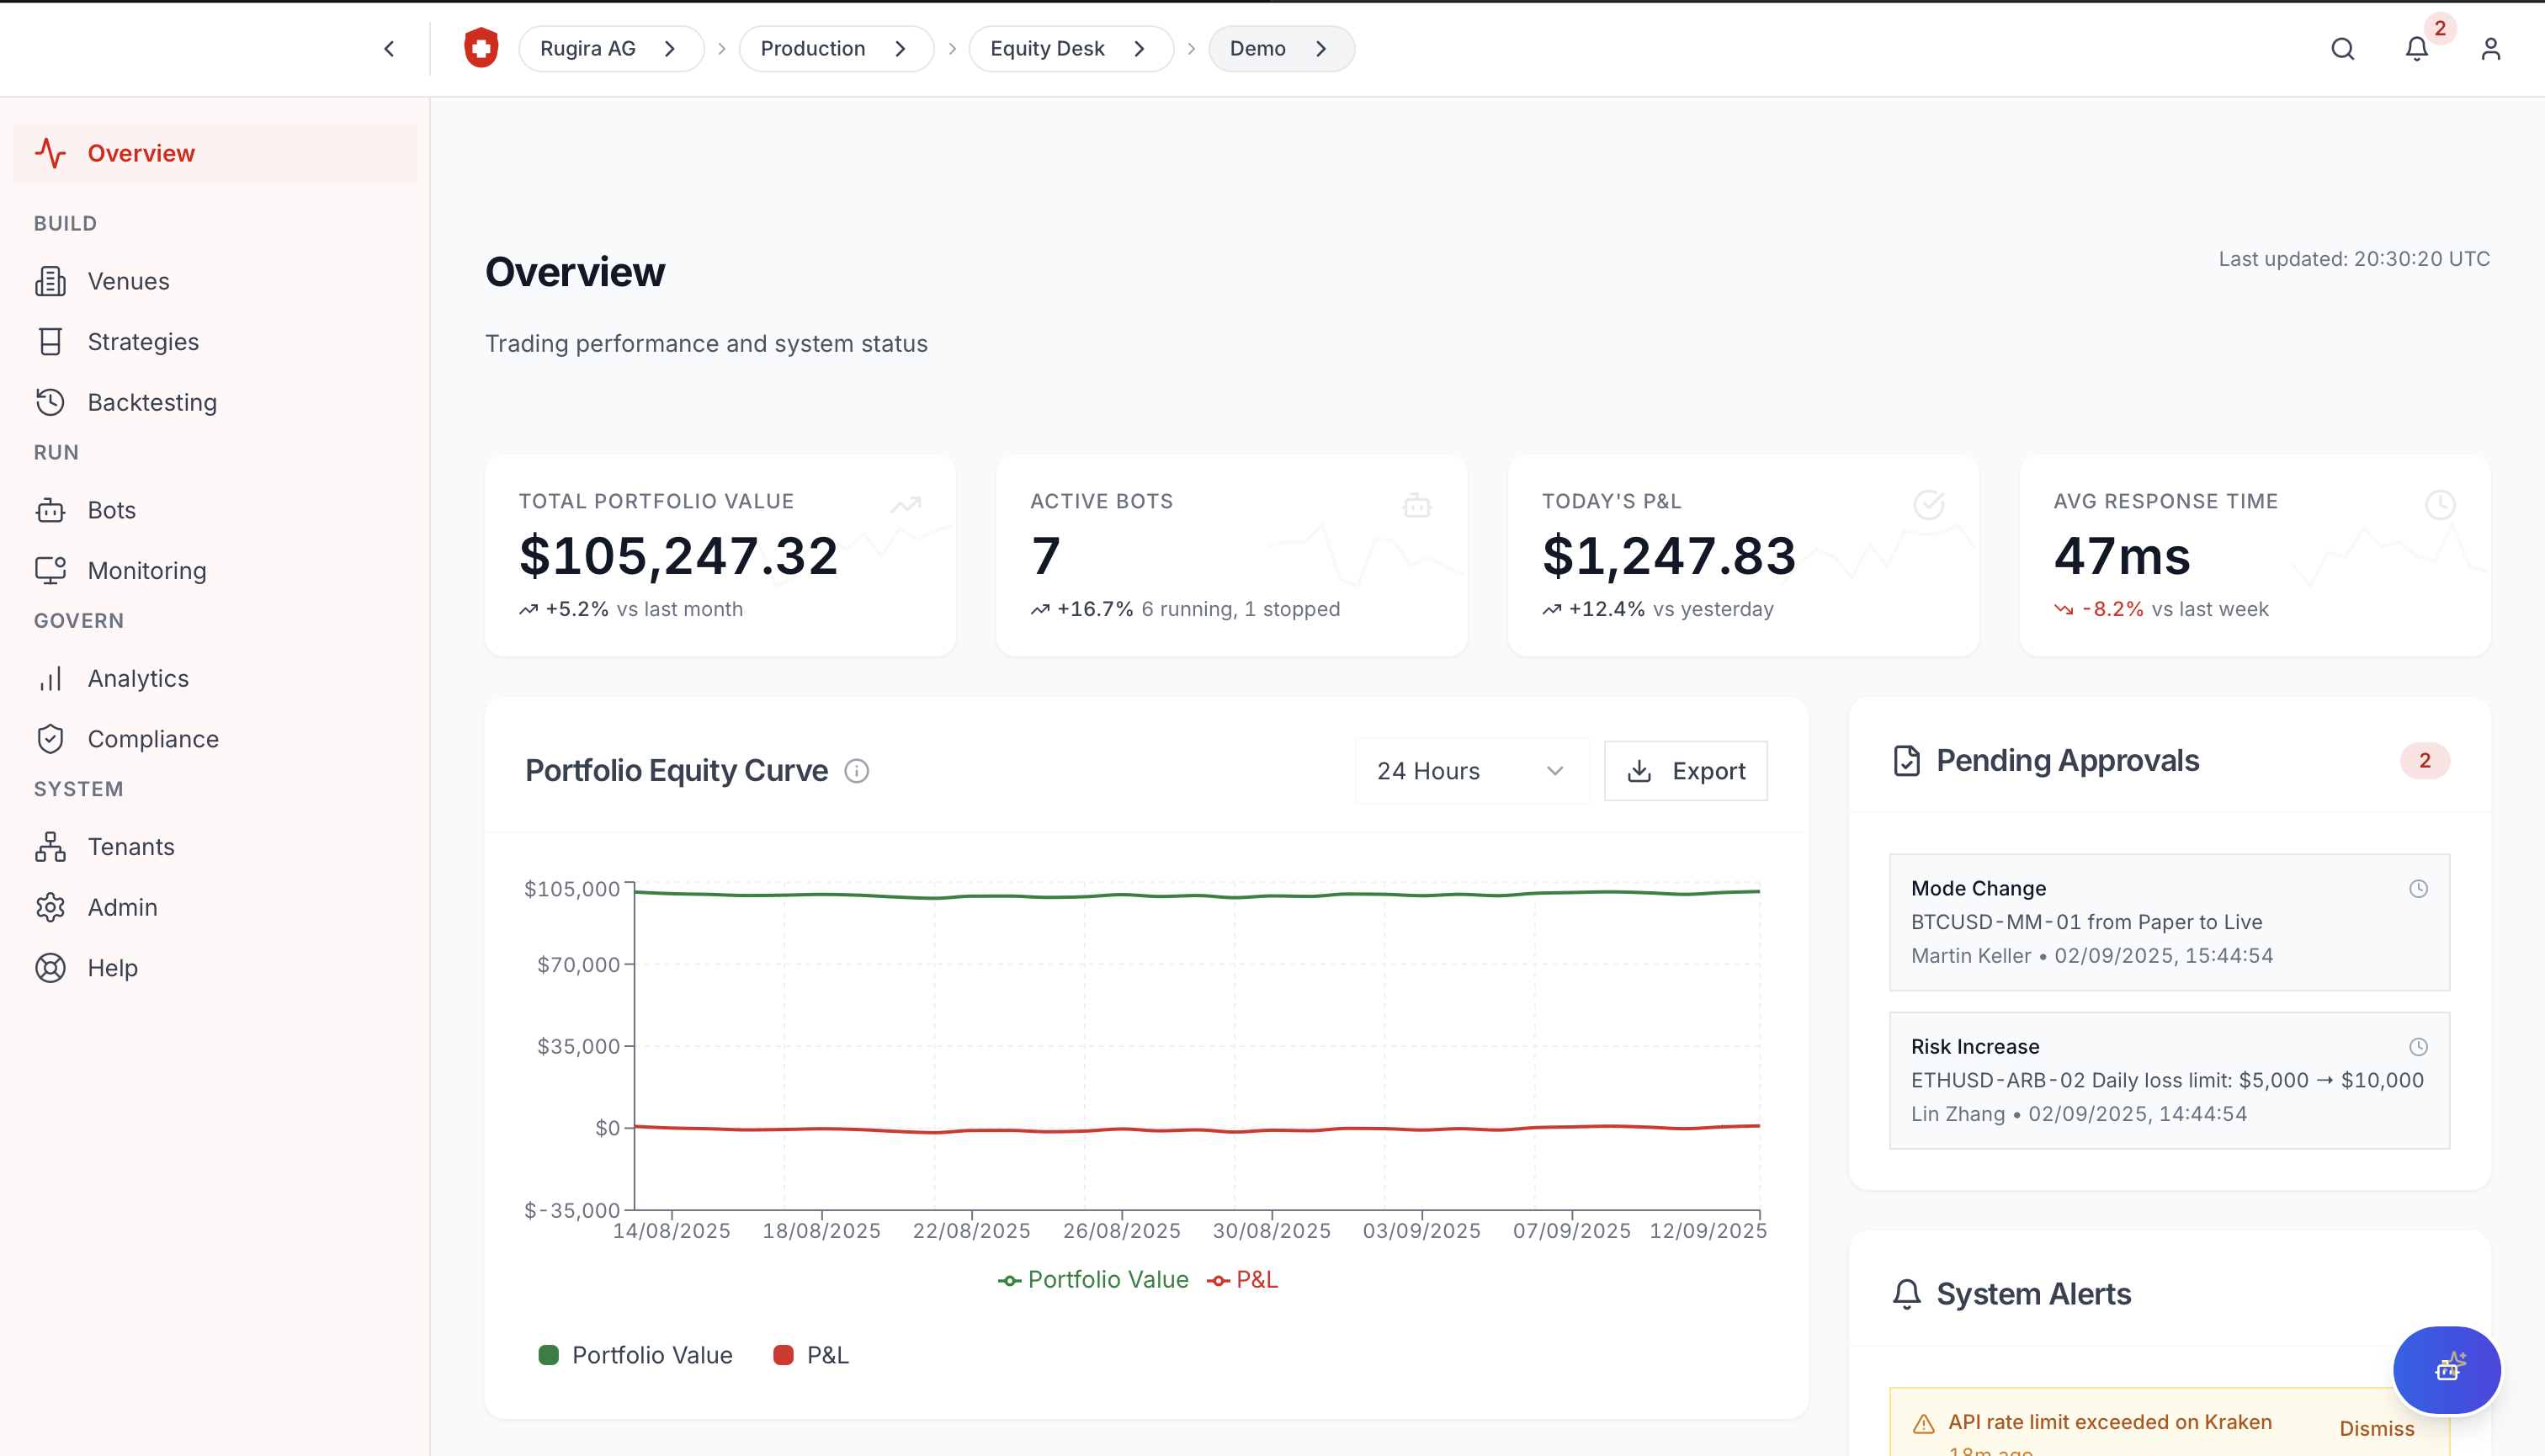 Rugira AG
Production
Equity Desk
Demo
2
Overview
BUILD
Venues
Strategies
Backtesting
RUN
Bots
Monitoring
GOVERN
Analytics
Compliance
SYSTEM
Tenants
Admin
Help
Overview
Last updated: 20:30:20 UTC
Trading performance and system status
TOTAL PORTFOLIO VALUE
$105,247.32
+5.2% vs last month
ACTIVE BOTS
7
+16.7% 6 running, 1 stopped
TODAY'S P&L
$1,247.83
+12.4% vs yesterday
AVG RESPONSE TIME
47ms
-8.2% vs last week
Portfolio Equity Curve
24 Hours
Export
$105,000
$70,000
$35,000
$0
$-35,000
14/08/2025 18/08/2025 22/08/2025 26/08/2025 30/08/2025 03/09/2025 07/09/2025 12/09/2025
Portfolio Value P&L
Portfolio Value P&L
Pending Approvals
2
Mode Change
BTCUSD-MM-01 from Paper to Live
Martin Keller • 02/09/2025, 15:44:54
Risk Increase
ETHUSD-ARB-02 Daily loss limit: $5,000 → $10,000
Lin Zhang • 02/09/2025, 14:44:54
System Alerts
API rate limit exceeded on Kraken
Dismiss
18m ago